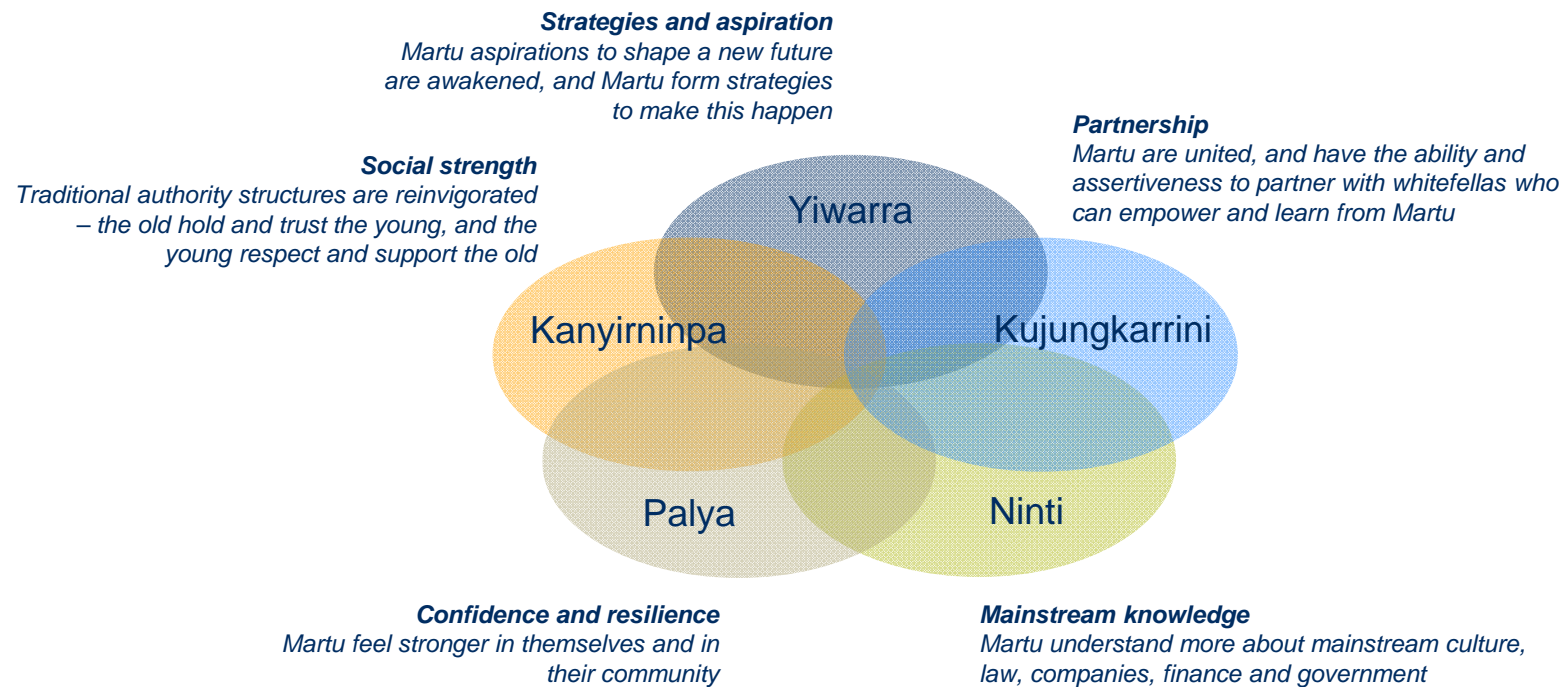 Strategies and aspiration
Martu aspirations to shape a new future
are awakened, and Martu form strategies
to make this happen
Partnership
Martu are united, and have the ability and
assertiveness to partner with whitefellas who
can empower and learn from Martu
Social strength
Traditional authority structures are reinvigorated
– the old hold and trust the young, and the
young respect and support the old
Yiwarra
Kanyirninpa
Kujungkarrini
Palya
Ninti
Confidence and resilience
Martu feel stronger in themselves and in
their community
Mainstream knowledge
Martu understand more about mainstream culture,
law, companies, finance and government